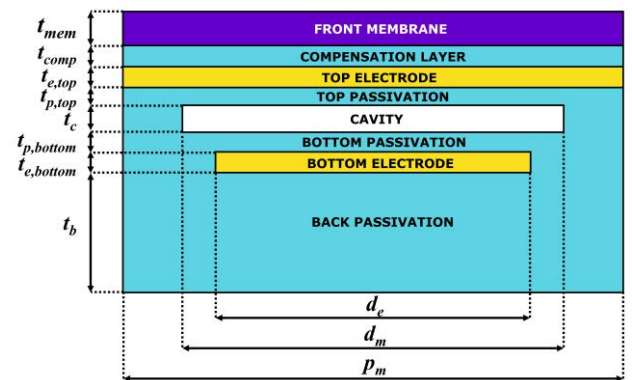 t_mem
FRONT MEMBRANE
t_comp
COMPENSATION LAYER
t_e,top
TOP ELECTRODE
t_p,top
TOP PASSIVATION
t_c
CAVITY
t_p,bottom
BOTTOM PASSIVATION
t_e,bottom
BOTTOM ELECTRODE
t_b
BACK PASSIVATION
d_e
d_m
p_m